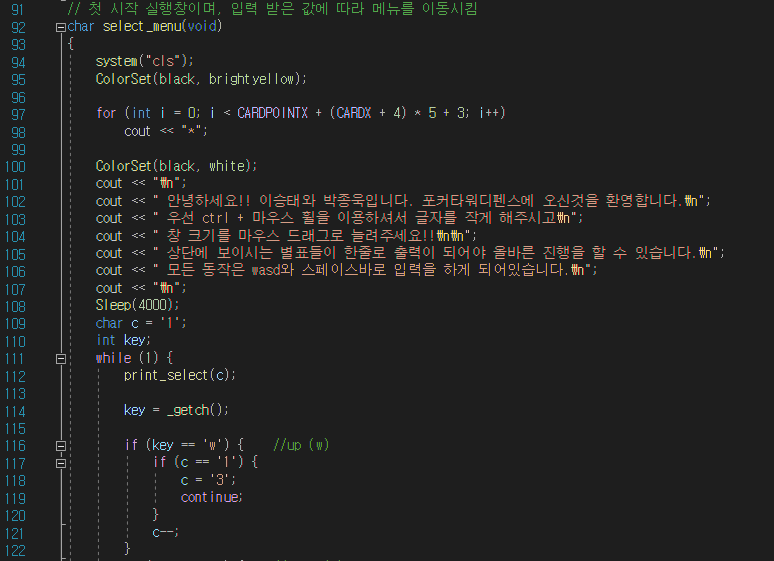 91 // 첫 시작 실행창이며, 입력 받은 값에 따라 메뉴를 이동시킴
92 char select_menu(void)
93 {
94 system("cls");
95 ColorSet(black, brightyellow);
96
97 for (int i = 0; i < CARDPOINTX + (CARDX + 4) * 5 + 3; i++)
98 cout << "*";
99
100 ColorSet(black, white);
101 cout << "₩n";
102 cout << " 안녕하세요!! 이승태와 박종욱입니다. 포커타워디펜스에 오신것을 환영합니다.₩n";
103 cout << " 우선 ctrl + 마우스 휠을 이용하셔서 글자를 작게 해주시고₩n";
104 cout << " 창 크기를 마우스 드래그로 늘려주세요!!₩n₩n";
105 cout << " 상단에 보이시는 별표들이 한줄로 출력이 되어야 올바른 진행을 할 수 있습니다.₩n";
106 cout << " 모든 동작은 wasd와 스페이스바로 입력을 하게 되어있습니다.₩n";
107 cout << "₩n";
108 Sleep(4000);
109 char c = '1';
110 int key;
111 while (1) {
112 print_select(c);
113
114 key = _getch();
115
116 if (key == 'w') { //up (w)
117 if (c == '1') {
118 c = '3';
119 continue;
120 }
121 c--;
122 }